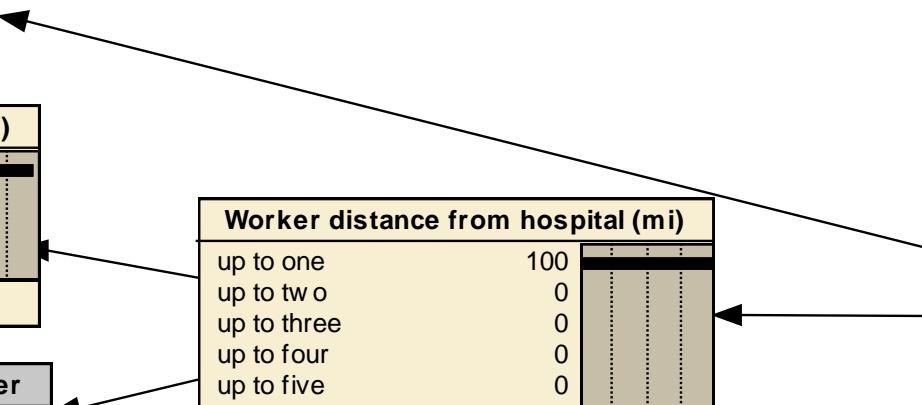 )
Worker distance from hospital (mi)
up to one 100
up to two 0
up to three 0
up to four 0
up to five 0
er